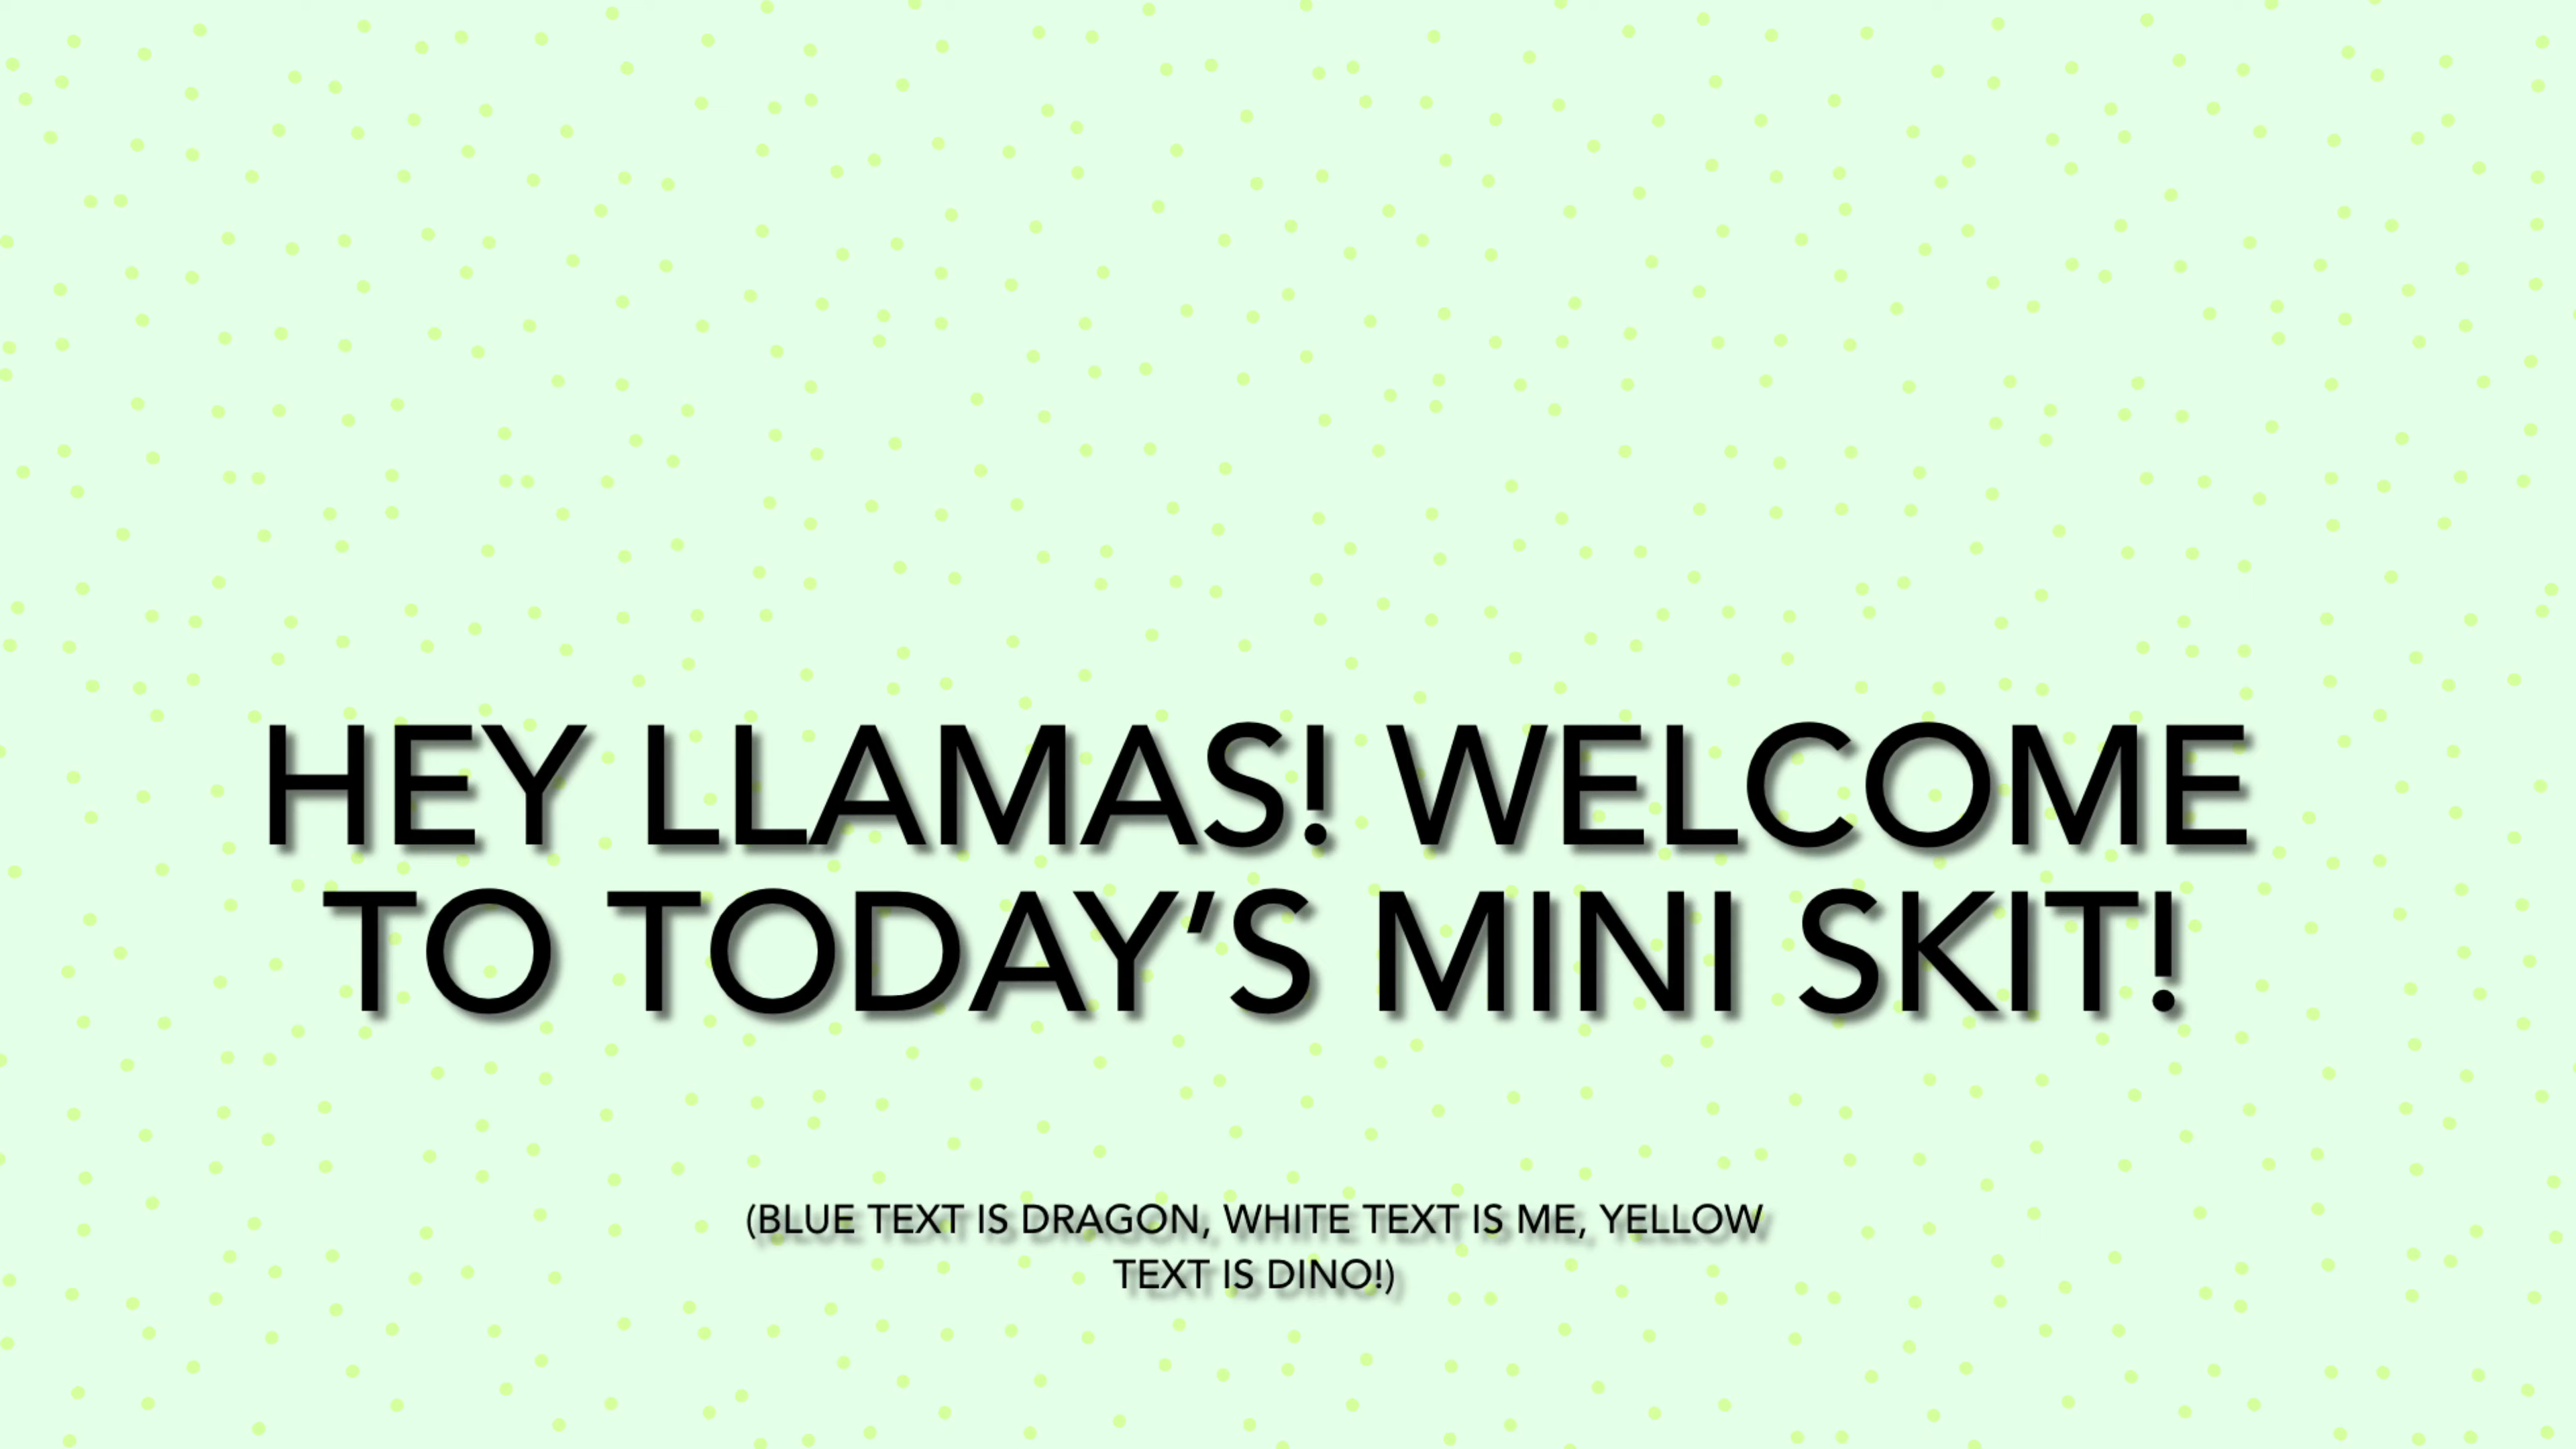 HEY LLAMAS! WELCOME
TO TODAY’S MINI SKIT!
(BLUE TEXT IS DRAGON, WHITE TEXT IS ME, YELLOW
TEXT IS DINO!)